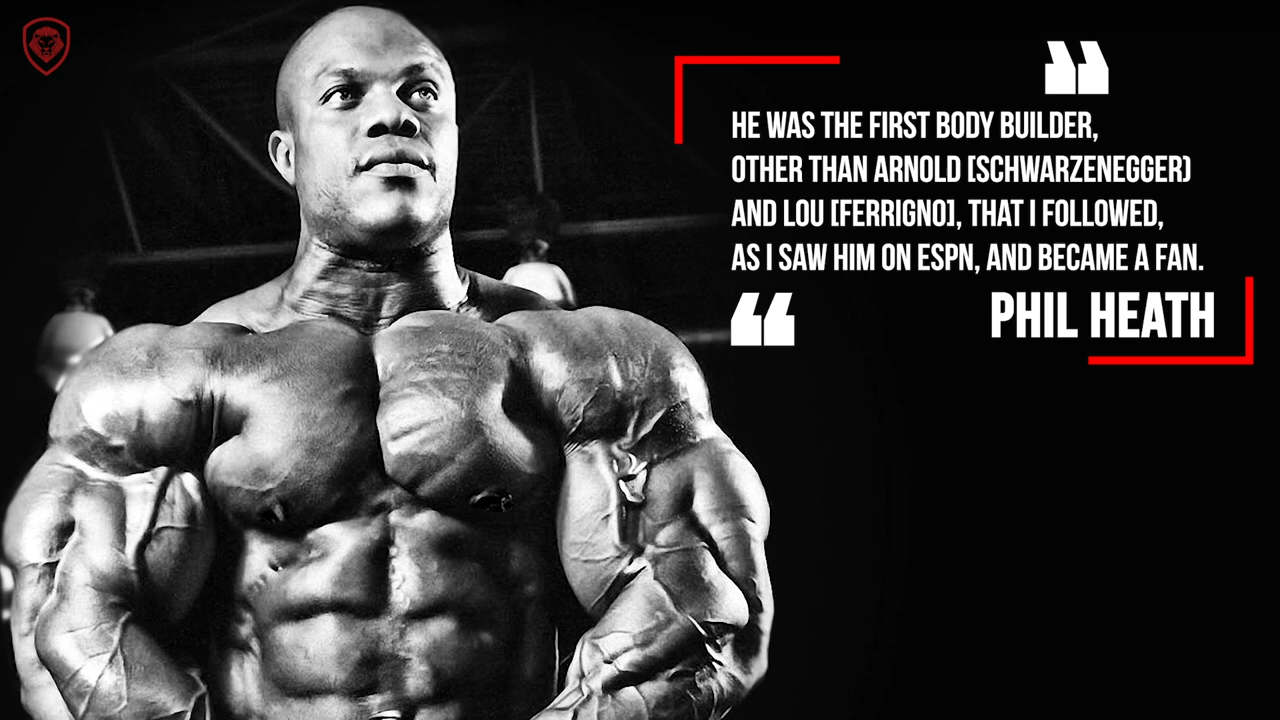 HE WAS THE FIRST BODY BUILDER,
OTHER THAN ARNOLD [SCHWARZENEGGER)
AND LOU [FERRIGNO], THAT I FOLLOWED,
AS I SAW HIM ON ESPN, AND BECAME A FAN.
PHIL HEATH